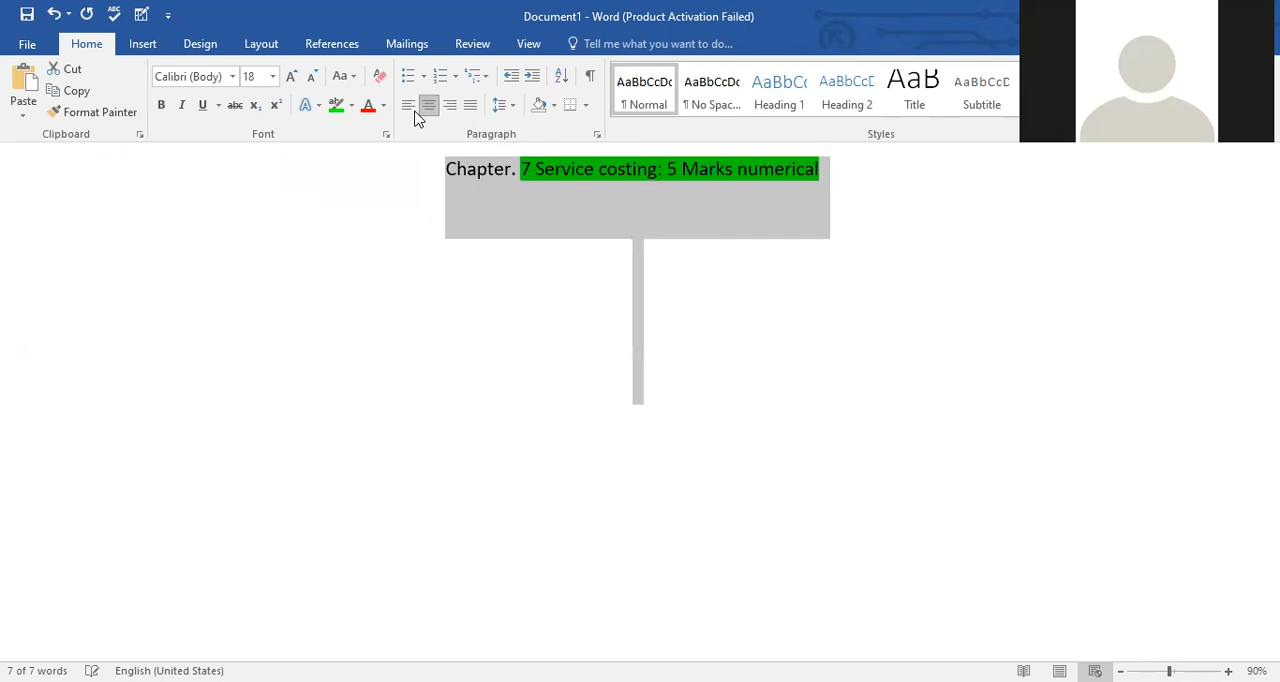 Document1 - Word (Product Activation Failed)
File Home Insert Design Layout References Mailings Review View Tell me what you want to do...
Paste
Cut
Copy
Format Painter
Clipboard
Calibri (Body) 18
Font
Paragraph
AaBbCcDc AaBbCcDc AaBbC( AaBbCcD AaB AaBbCcD
¶ Normal ¶ No Spac... Heading 1 Heading 2 Title Subtitle
Styles
Chapter. 7 Service costing: 5 Marks numerical
7 of 7 words English (United States) 90%